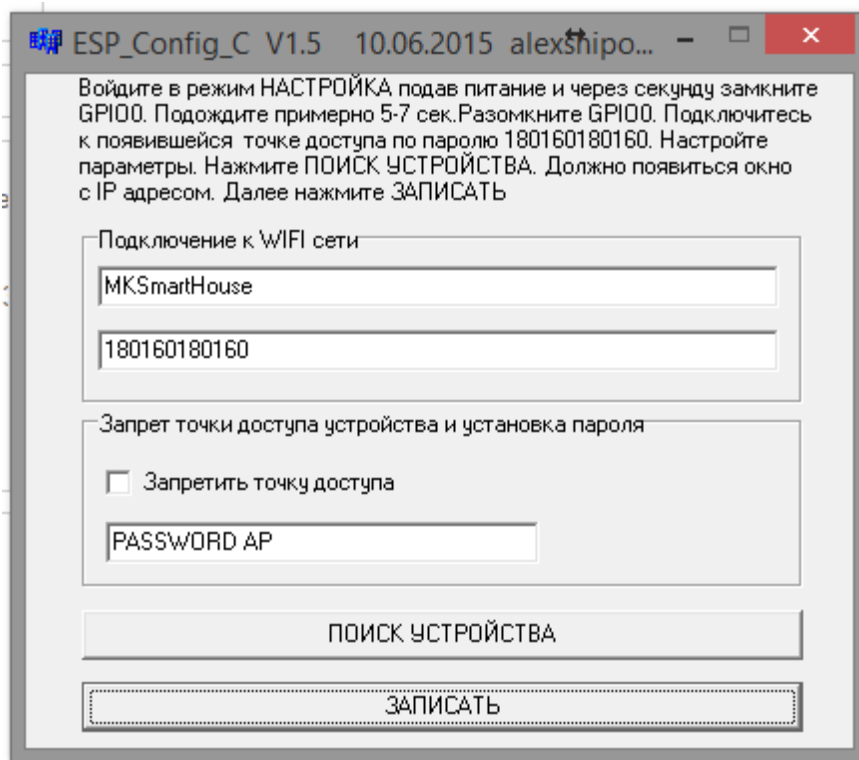 ESP_Config_C V1.5 10.06.2015 alexshipo...
Войдите в режим НАСТРОЙКА подав питание и через секунду замкните
GPIO0. Подождите примерно 5-7 сек.Разомкните GPIO0. Подключитесь
к появившейся точке доступа по паролю 180160180160. Настройте
параметры. Нажмите ПОИСК УСТРОЙСТВА. Должно появиться окно
с IP адресом. Далее нажмите ЗАПИСАТЬ
Подключение к WIFI сети
MKSmartHouse
180160180160
Запрет точки доступа устройства и установка пароля
Запретить точку доступа
PASSWORD AP
ПОИСК УСТРОЙСТВА
ЗАПИСАТЬ